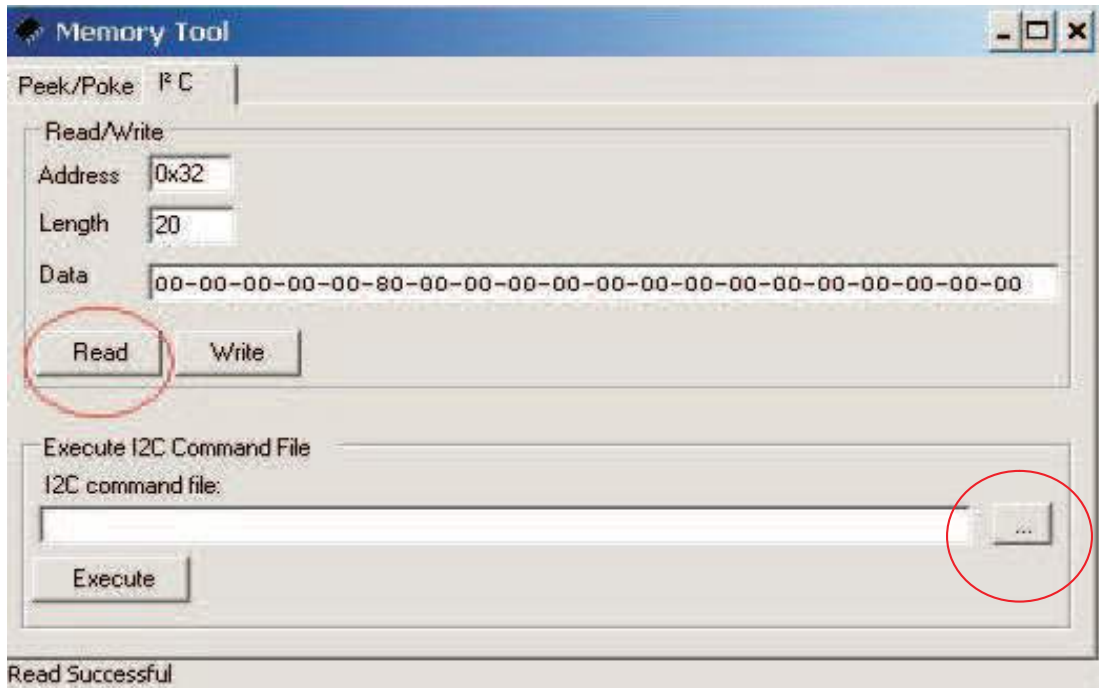 Memory Tool
Peek/Poke I²C
Read/Write
Address 0x32
Length 20
Data 00-00-00-00-00-80-00-00-00-00-00-00-00-00-00-00-00-00-00-00
Read Write
Execute I2C Command File
I2C command file:
...
Execute
Read Successful